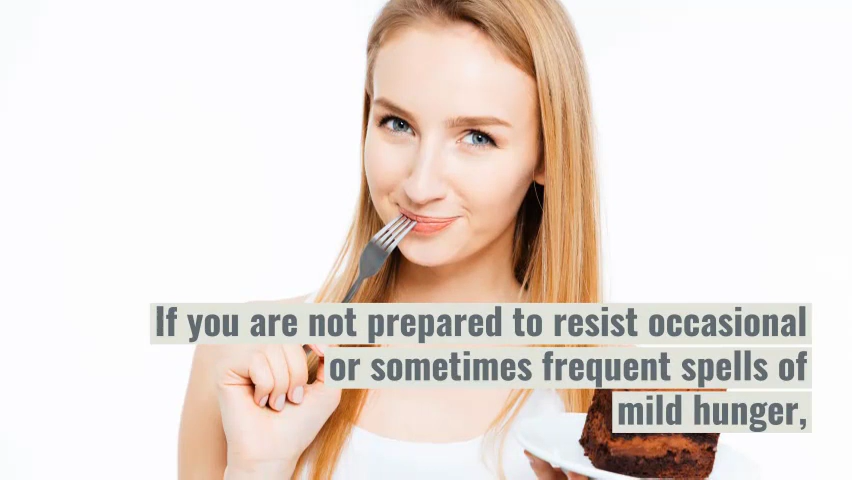 If you are not prepared to resist occasional
or sometimes frequent spells of
mild hunger,